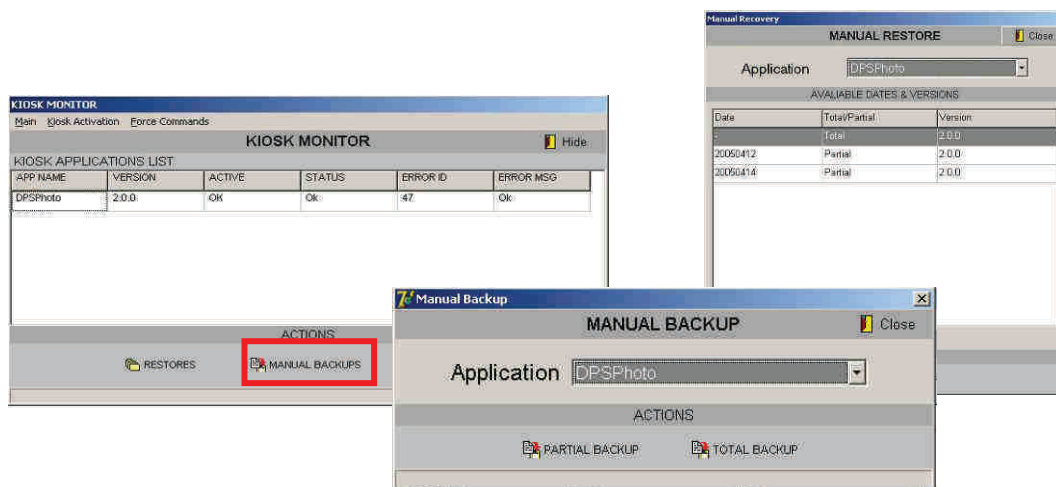 KIOSK MONITOR
Main Kiosk Activation Force Commands
KIOSK MONITOR
Hide
KIOSK APPLICATIONS LIST
APP NAME VERSION ACTIVE STATUS ERROR ID ERROR MSG
DPSPhoto 2.0.0 OK Ok 47 Ok
ACTIONS
RESTORES MANUAL BACKUPS
Manual Recovery
MANUAL RESTORE
Close
Application DPSPhoto
AVALIABLE DATES & VERSIONS
Date Total/Partial Version
- Total 2.0.0
20050412 Partial 2.0.0
20050414 Partial 2.0.0
Manual Backup
MANUAL BACKUP
Close
Application DPSPhoto
ACTIONS
PARTIAL BACKUP TOTAL BACKUP